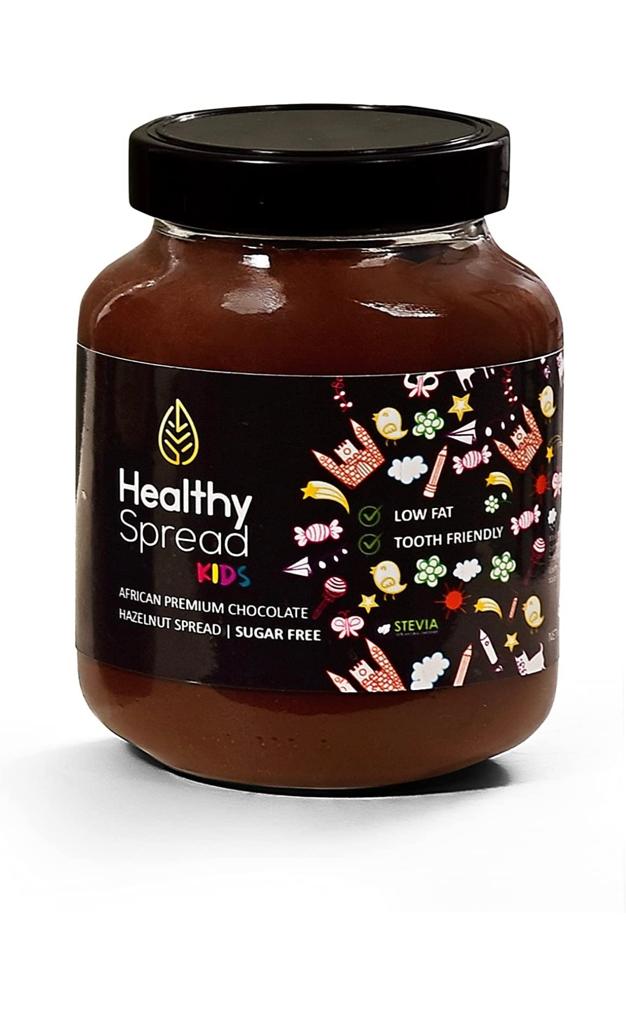 Healthy
Spread
KIDS
AFRICAN PREMIUM CHOCOLATE
HAZELNUT SPREAD | SUGAR FREE
LOW FAT
TOOTH FRIENDLY
STEVIA